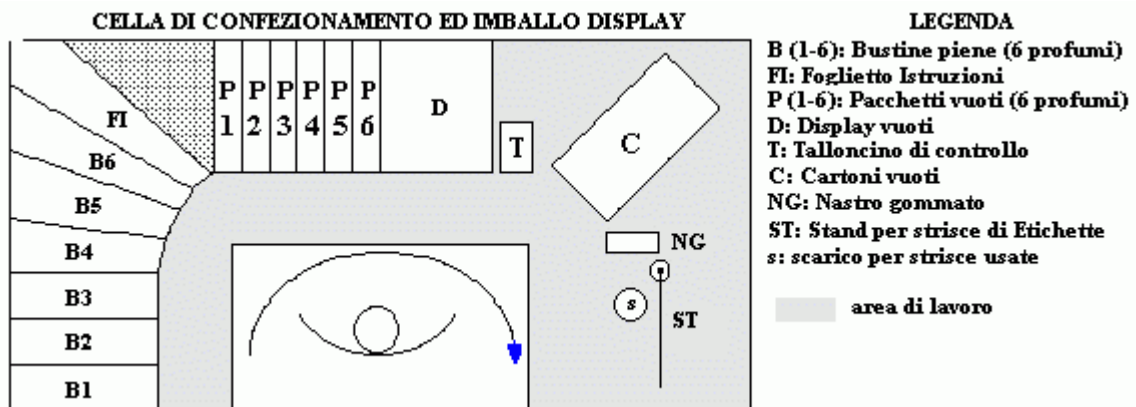 CELLA DI CONFEZIONAMENTO ED IMBALLO DISPLAY
FI
B6
B5
B4
B3
B2
B1
P 1
P 2
P 3
P 4
P 5
P 6
D
T
C
NG
s
ST
LEGENDA
B (1-6): Bustine piene (6 profumi)
FI: Foglietto Istruzioni
P (1-6): Pacchetti vuoti (6 profumi)
D: Display vuoti
T: Talloncino di controllo
C: Cartoni vuoti
NG: Nastro gommato
ST: Stand per strisce di Etichette
s: scarico per strisce usate
area di lavoro